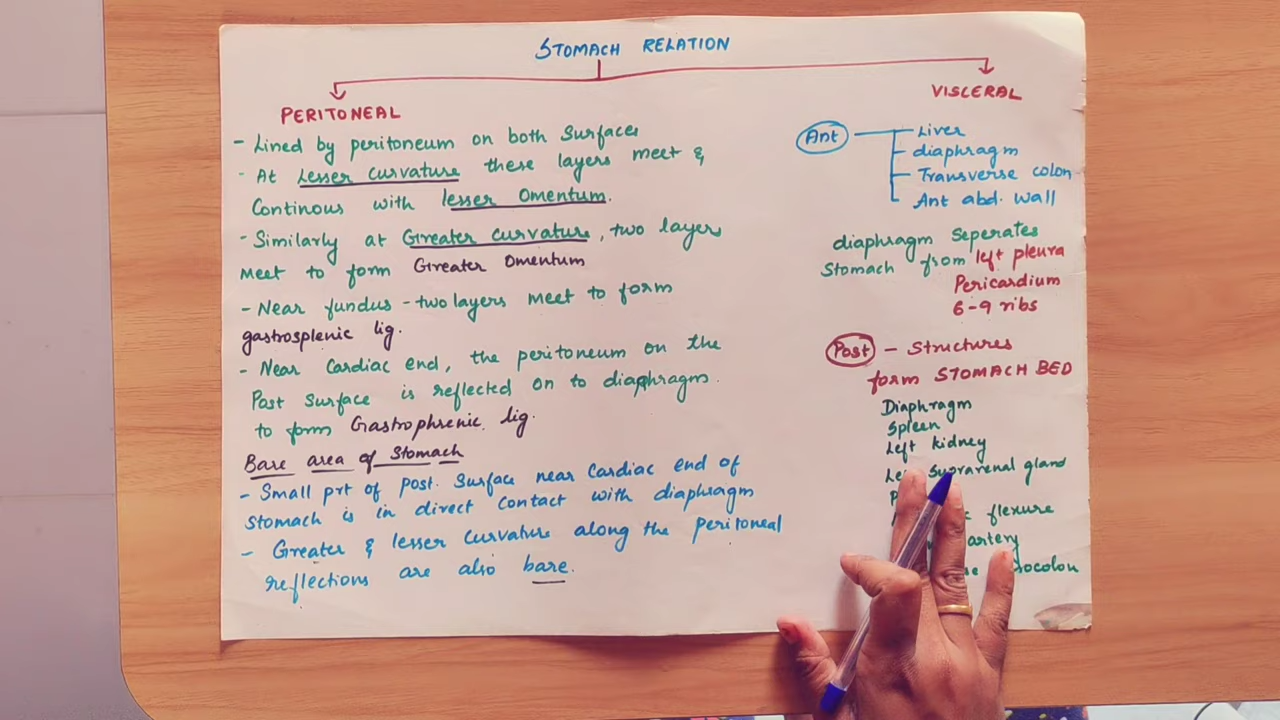 STOMACH RELATION
PERITONEAL
- Lined by peritoneum on both Surfaces
- At Lesser curvature these layers meet &
Continous with lesser Omentum.
- Similarly at Greater curvature, two layers
meet to form Greater Omentum
- Near fundus - two layers meet to form
gastrosplenic lig.
- Near Cardiac end, the peritoneum on the
Post Surface is reflected on to diaphragm.
to form Gastrophrenic lig.
Bare area of Stomach
- Small prt of post. Surface near Cardiac end of
Stomach is in direct Contact with diaphragm
- Greater & lesser curvature along the peritoneal
reflections are also bare.
VISCERAL
Ant
Liver
diaphragm
Transverse colon
Ant abd. wall
diaphragm Seperates
Stomach from left pleura
Pericardium
6-9 ribs
Post - Structures
form STOMACH BED
Diaphragm
Spleen
Left kidney
Suprarenal gland
flexure
artery